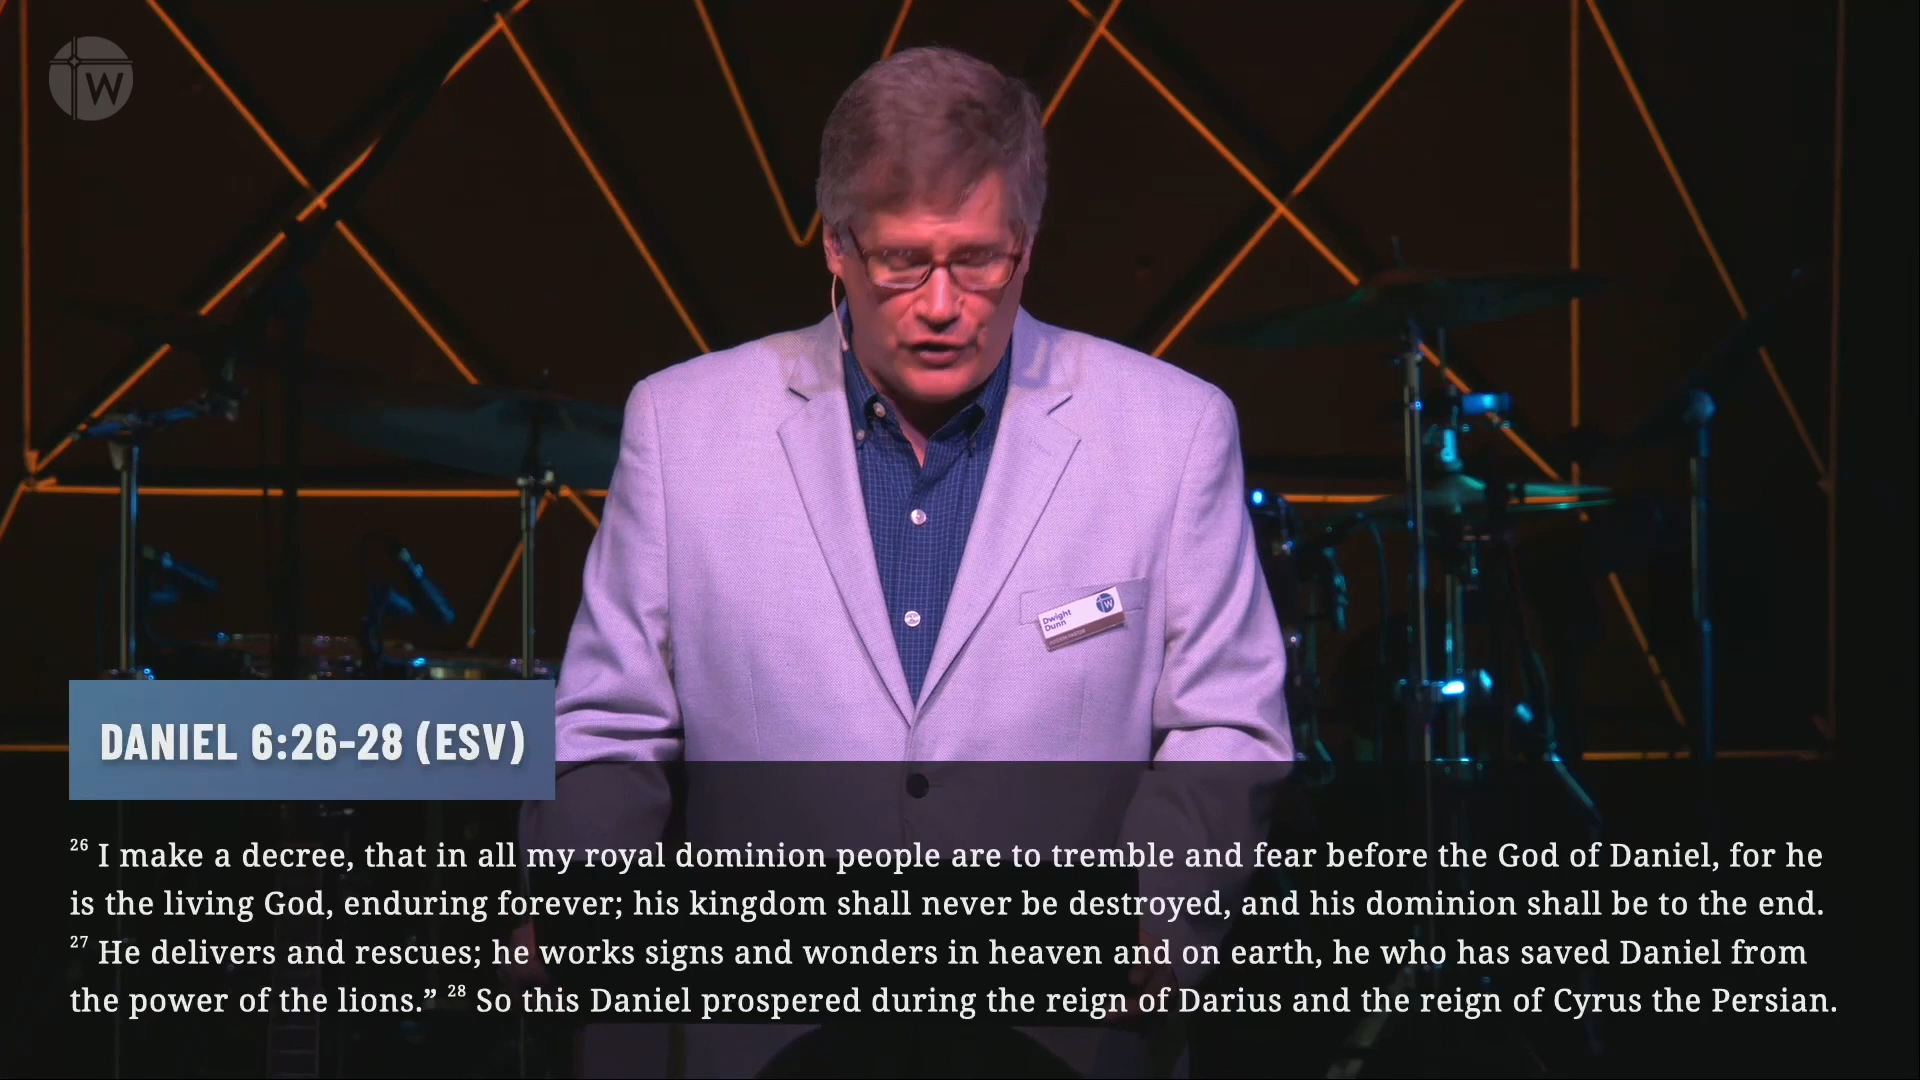 W
Dwight
Dunn
W
DANIEL 6:26-28 (ESV)
26 I make a decree, that in all my royal dominion people are to tremble and fear before the God of Daniel, for he
is the living God, enduring forever; his kingdom shall never be destroyed, and his dominion shall be to the end.
27 He delivers and rescues; he works signs and wonders in heaven and on earth, he who has saved Daniel from
the power of the lions.” 28 So this Daniel prospered during the reign of Darius and the reign of Cyrus the Persian.